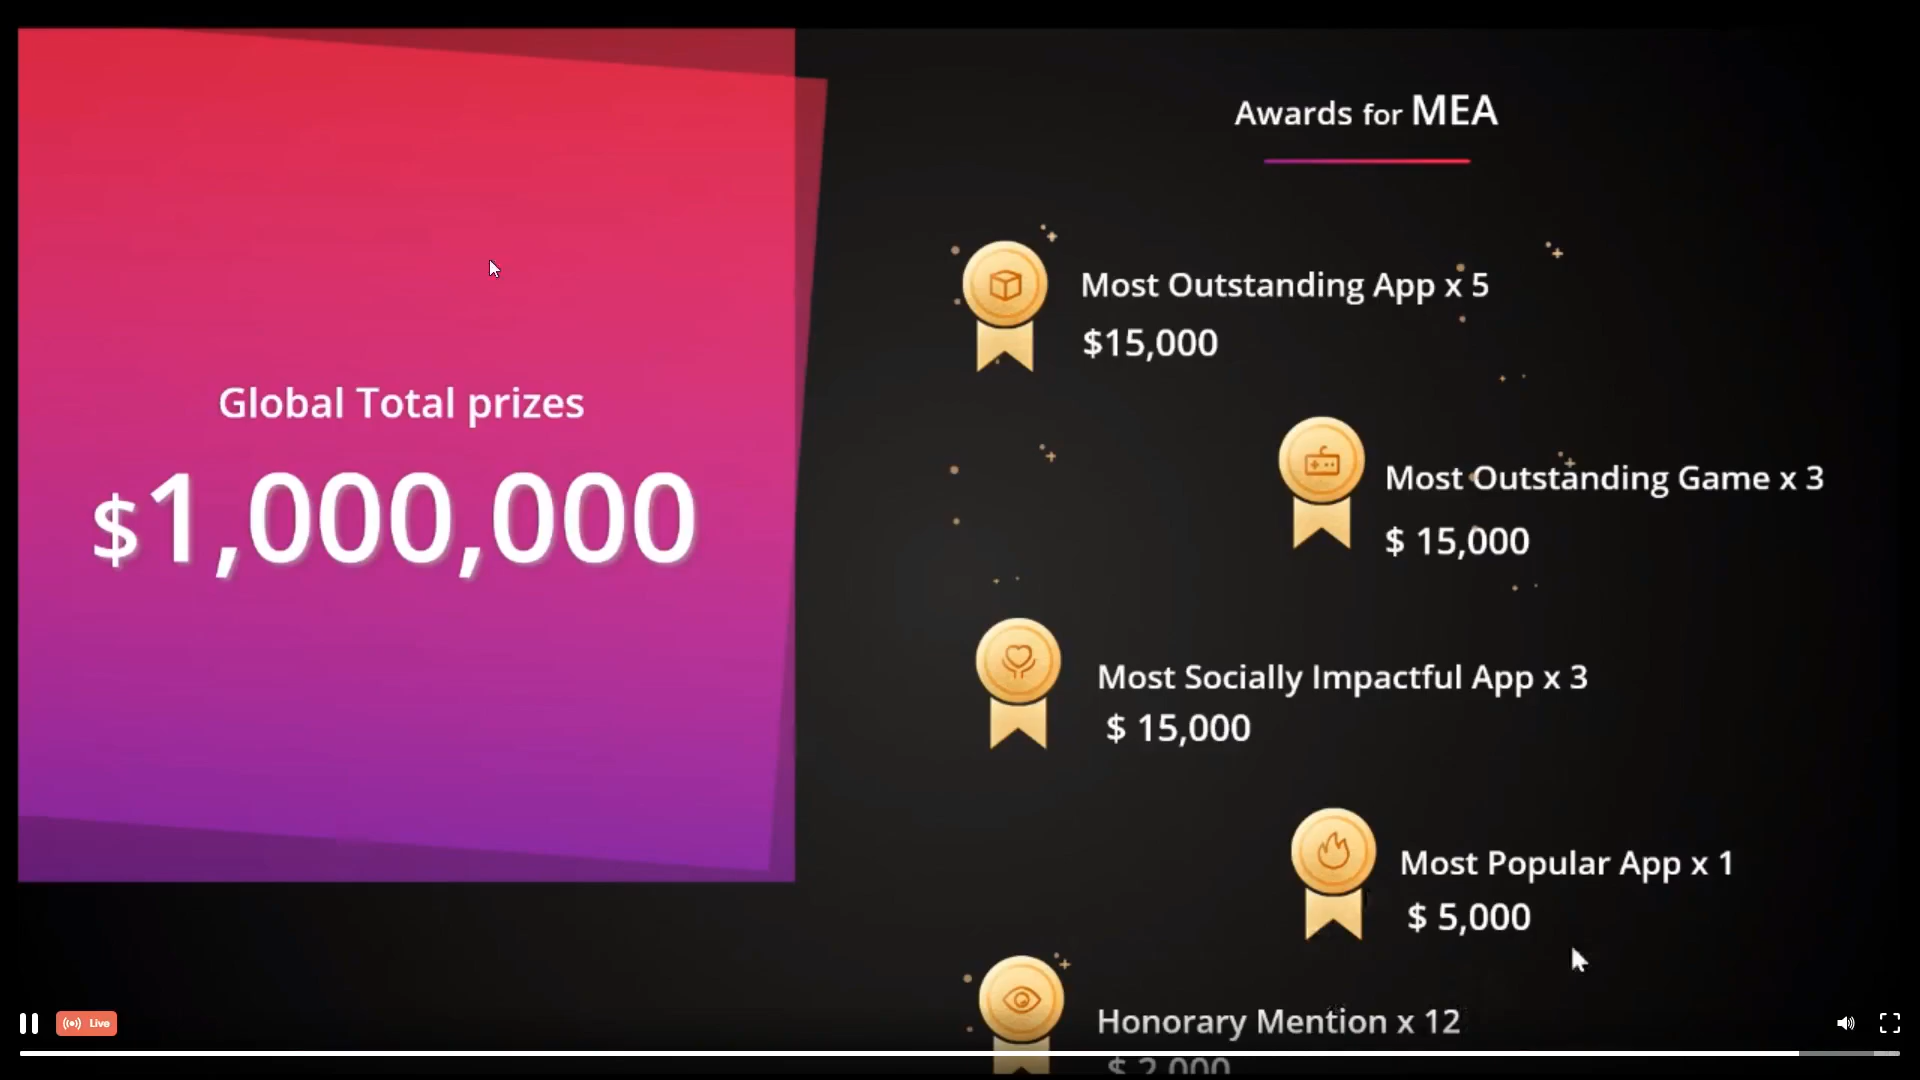 Global Total prizes
$1,000,000
Awards for MEA
Most Outstanding App x 5
$15,000
Most Outstanding Game x 3
$ 15,000
Most Socially Impactful App x 3
$ 15,000
Most Popular App x 1
$ 5,000
Honorary Mention x 12
$ 2,000
Live